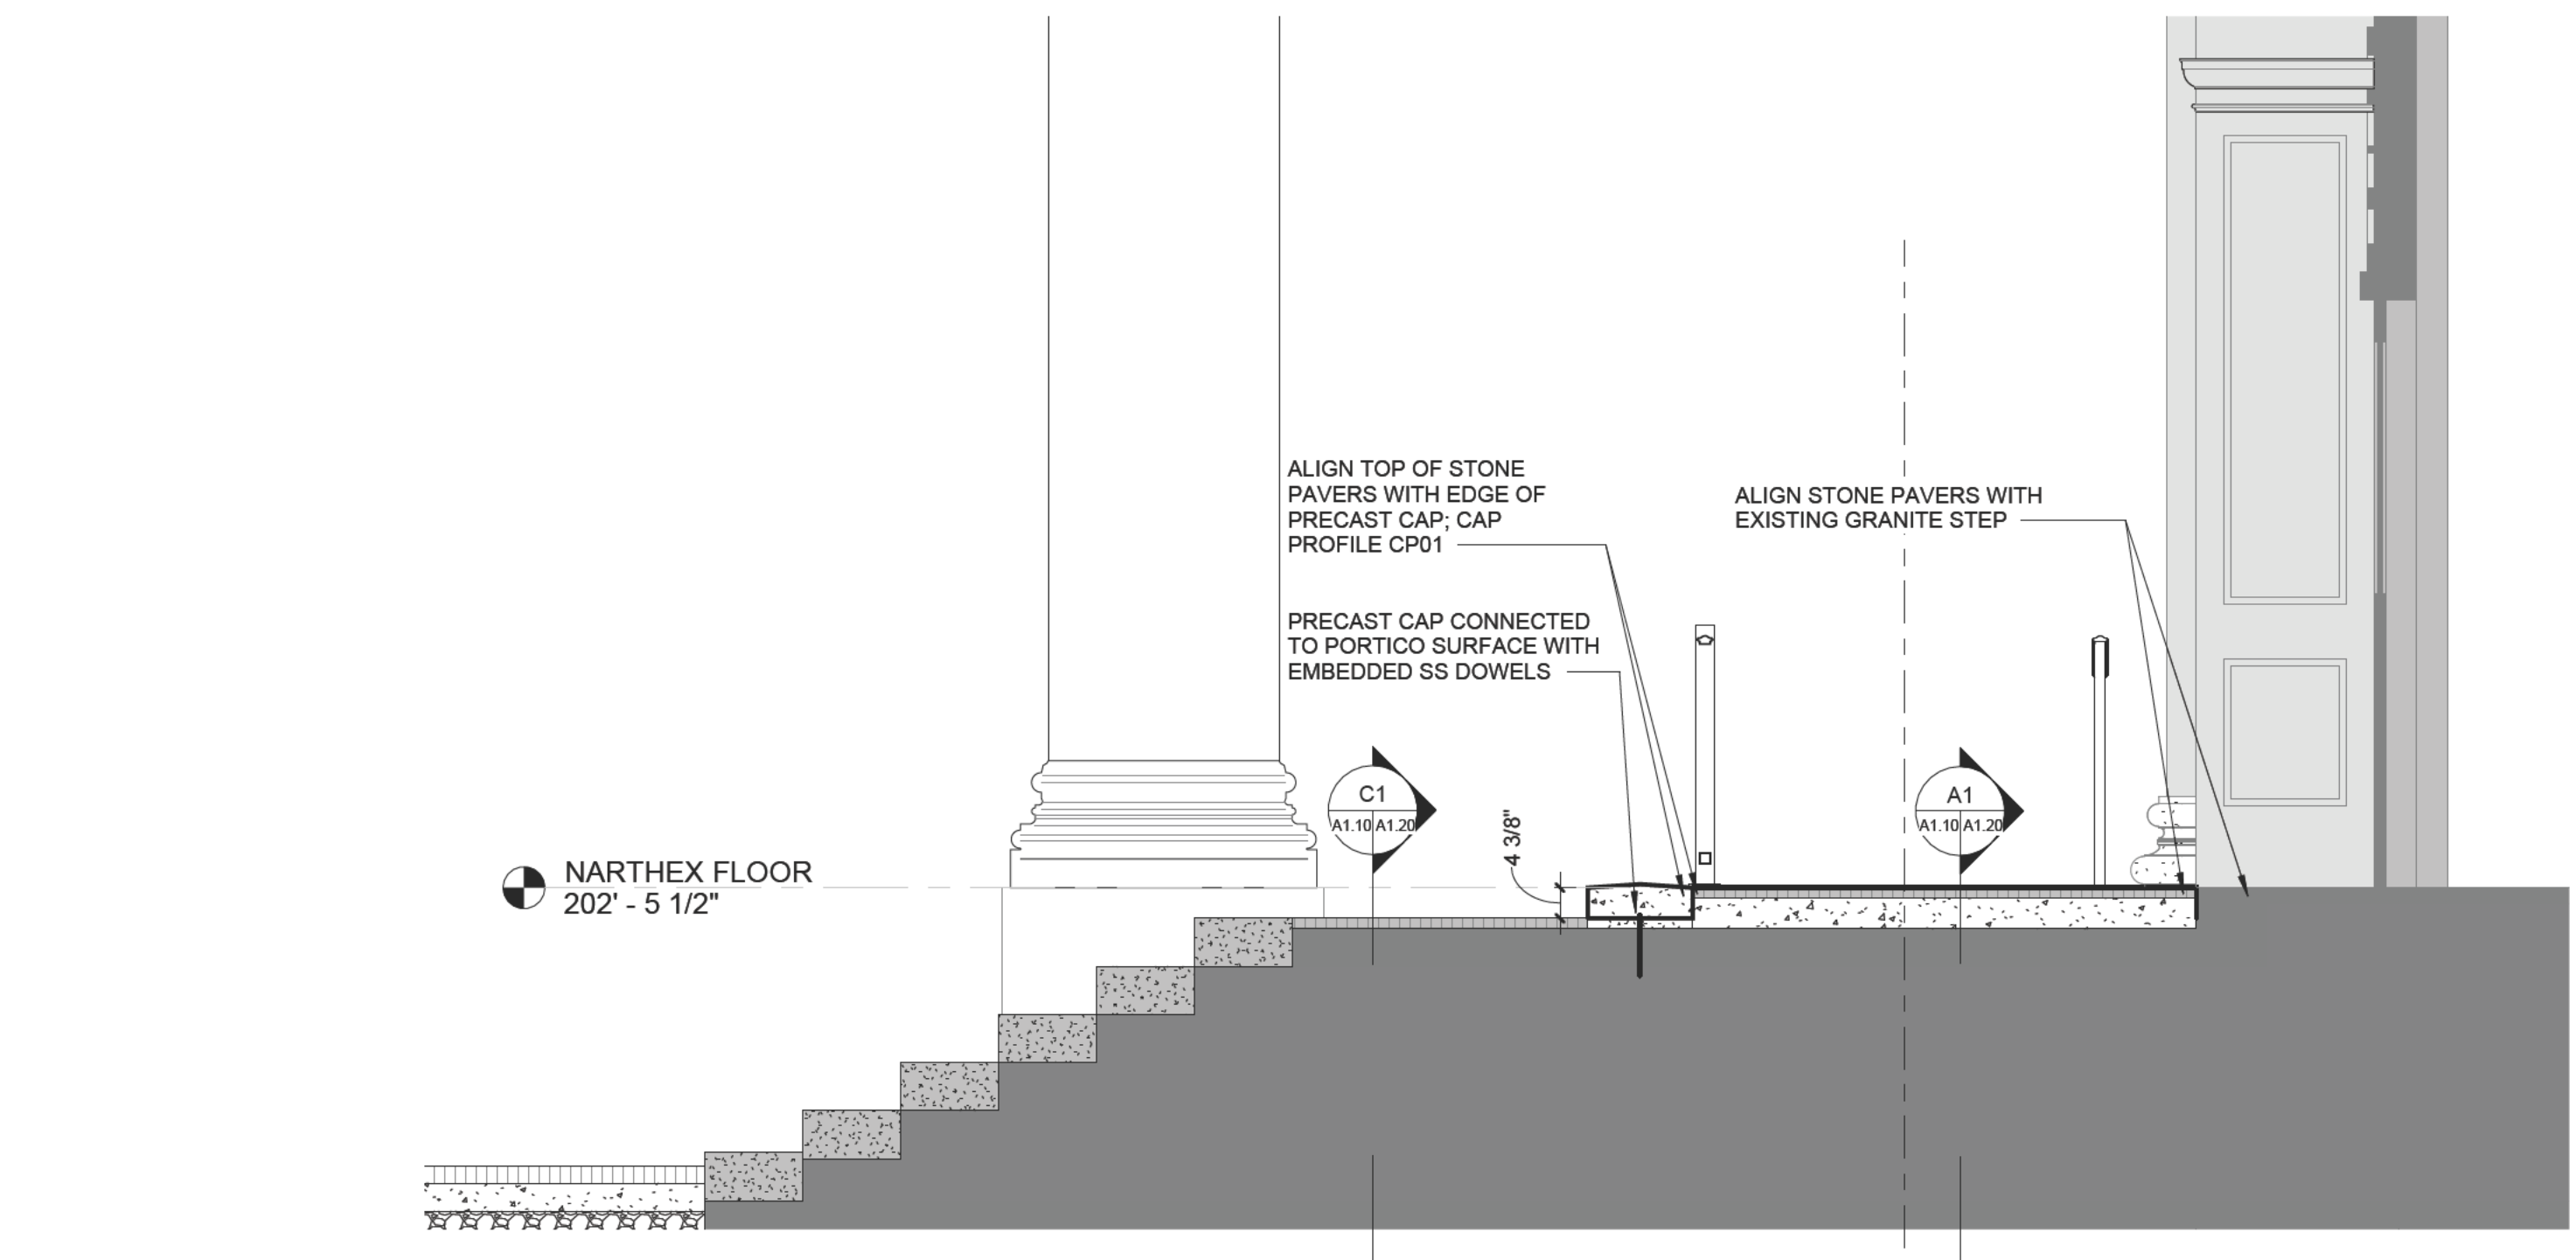 ALIGN TOP OF STONE
PAVERS WITH EDGE OF
PRECAST CAP; CAP
PROFILE CP01
ALIGN STONE PAVERS WITH
EXISTING GRANITE STEP
PRECAST CAP CONNECTED
TO PORTICO SURFACE WITH
EMBEDDED SS DOWELS
C1
A1.10 A1.20
A1
A1.10 A1.20
4 3/8"
NARTHEX FLOOR
202' - 5 1/2"